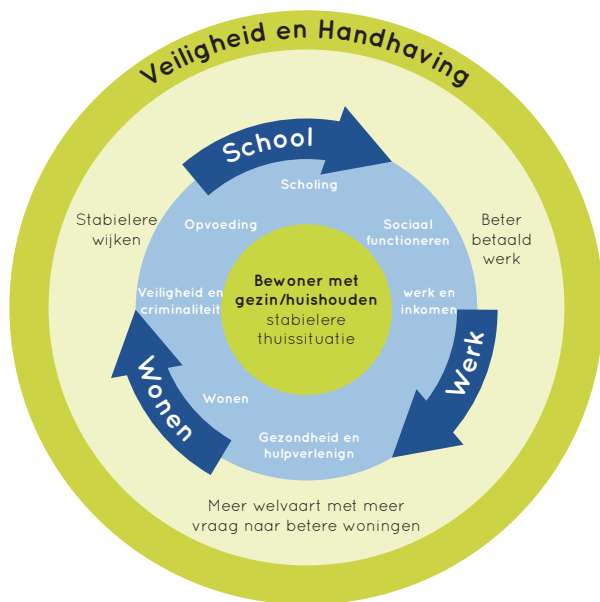 Veiligheid en Handhaving
School
Scholing
Opvoeding
Sociaal
functioneren
Stabielere
wijken
Beter
betaald
werk
Veiligheid en
criminaliteit
Bewoner met
gezin/huishouden
stabielere
thuissituatie
werk en
inkomen
Werk
Wonen
Wonen
Gezondheid en
hulpverlenign
Meer welvaart met meer
vraag naar betere woningen